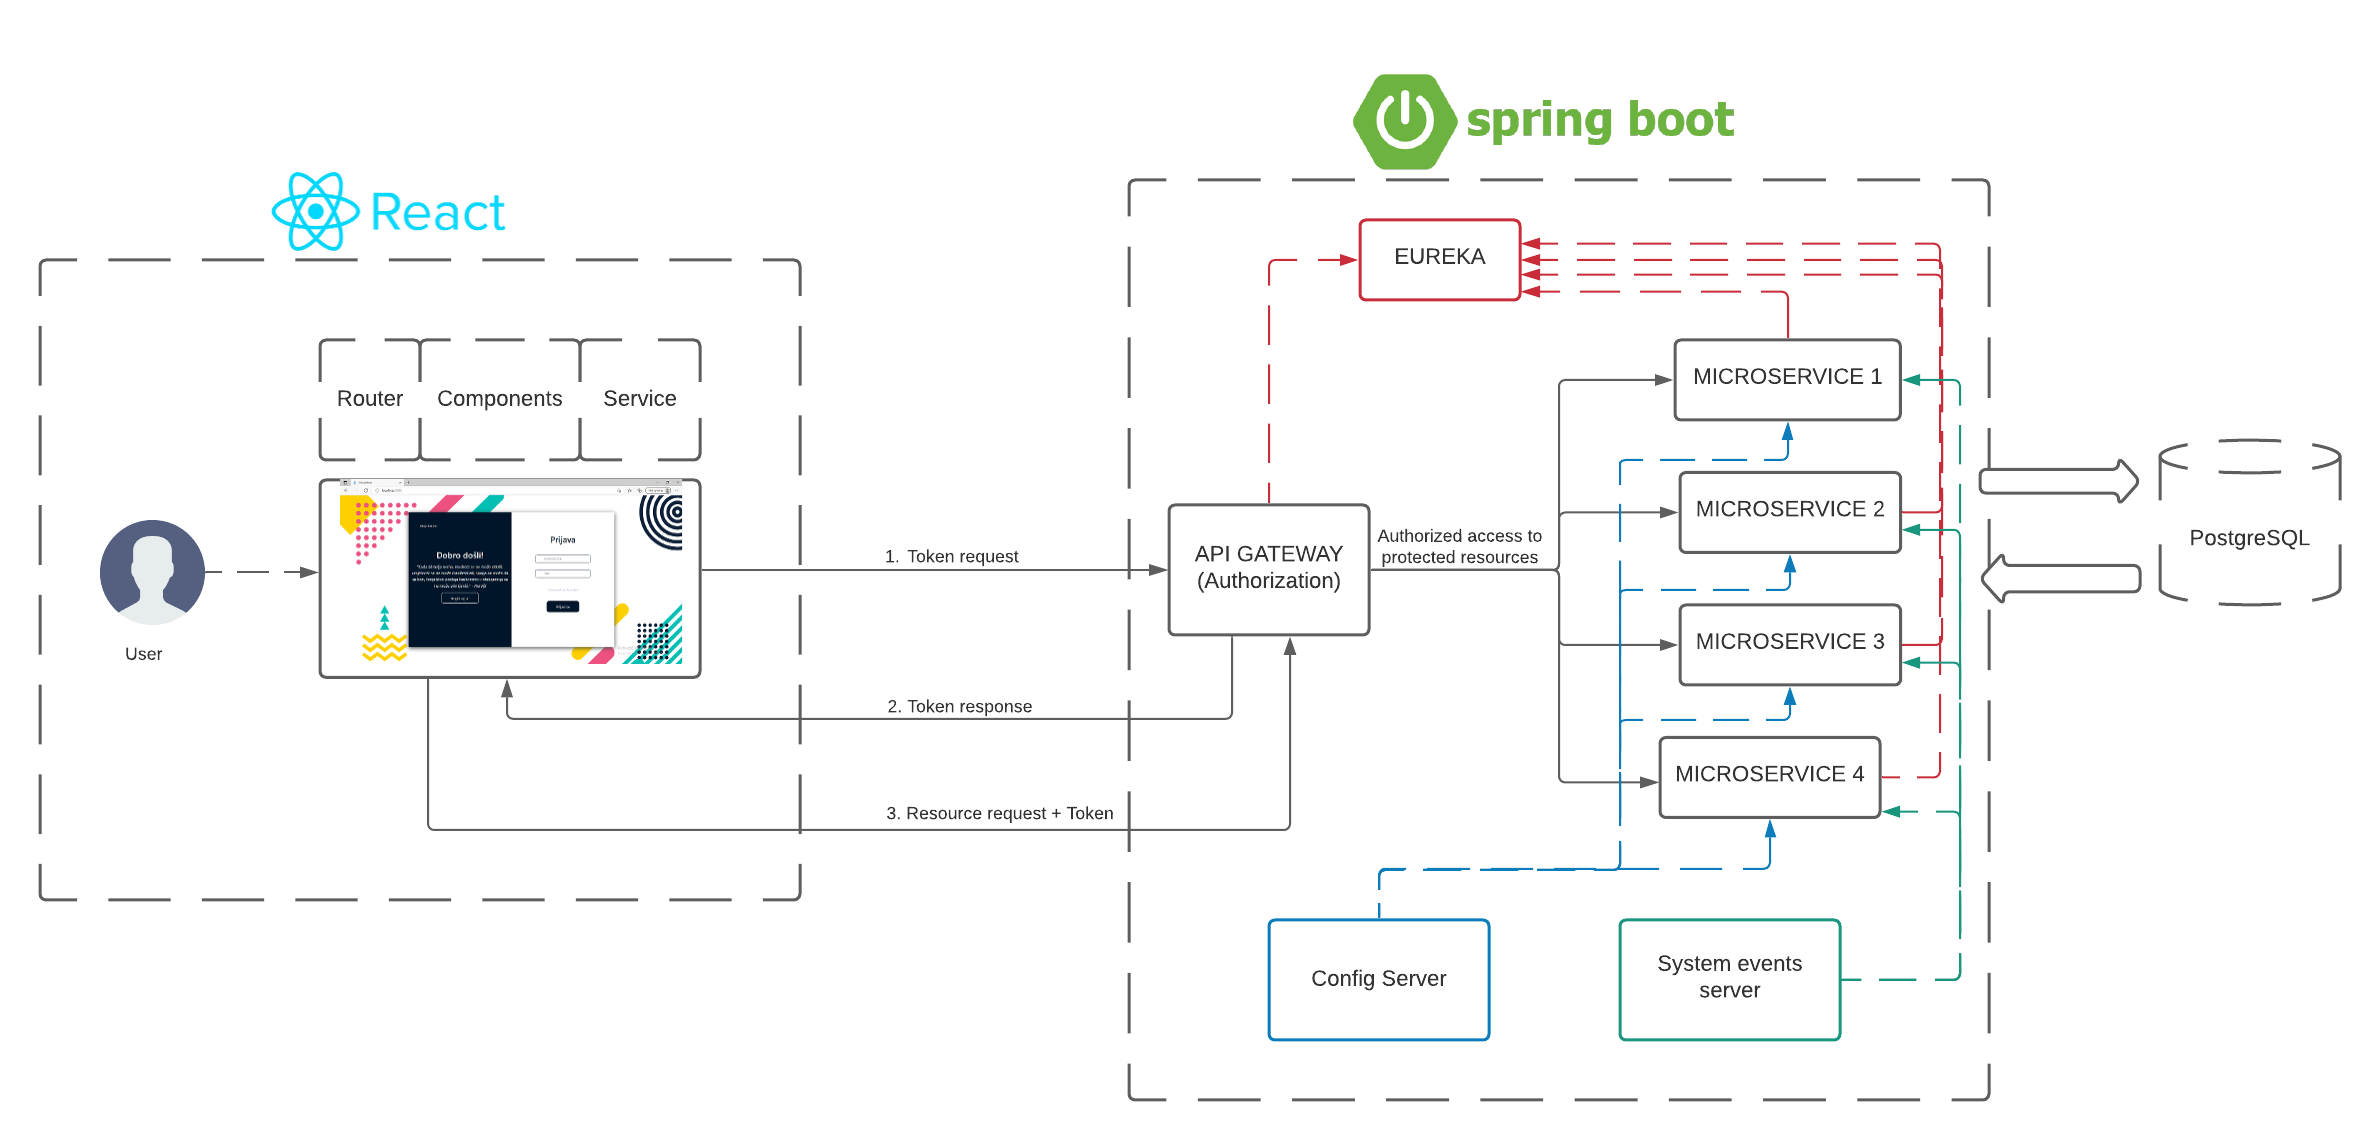 spring boot
React
EUREKA
Router
Components
Service
MICROSERVICE 1
MICROSERVICE 2
MICROSERVICE 3
MICROSERVICE 4
User
Dobro došli!
Prijava
1. Token request
2. Token response
3. Resource request + Token
API GATEWAY
(Authorization)
Authorized access to
protected resources
PostgreSQL
Config Server
System events
server